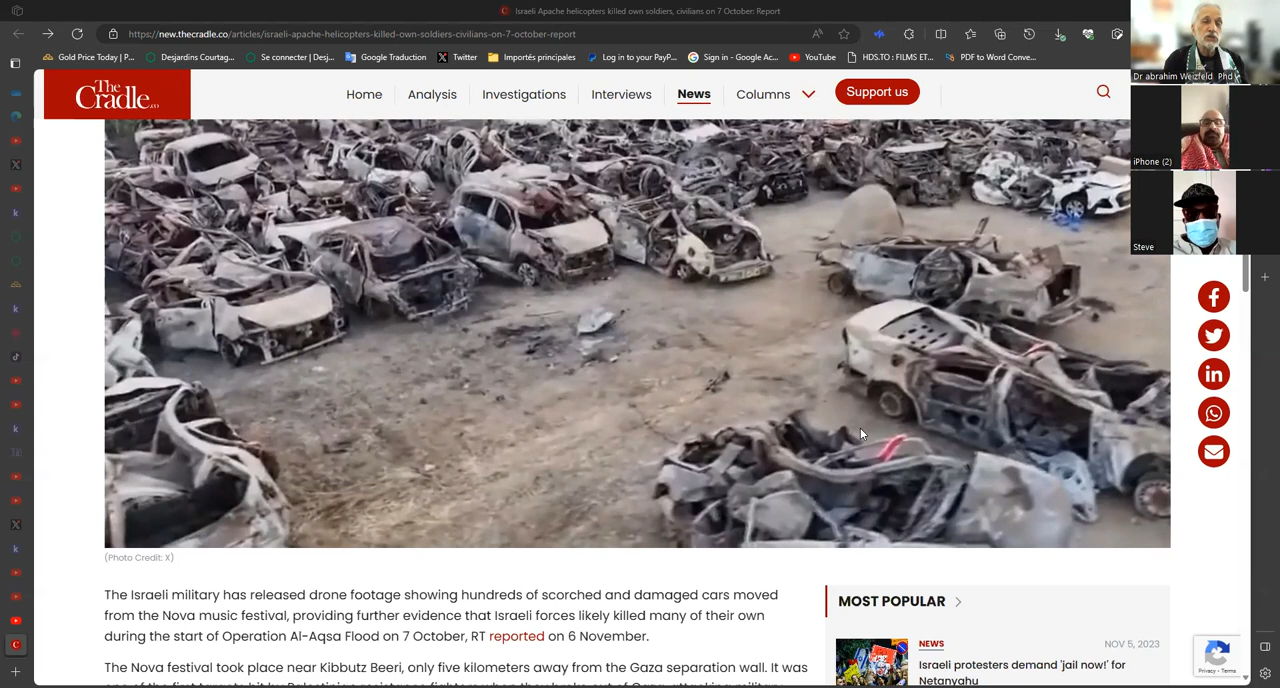 Israeli Apache helicopters killed own soldiers, civilians on 7 October: Report
https://new.thecradle.co/articles/israeli-apache-helicopters-killed-own-soldiers-civilians-on-7-october-report
Gold Price Today | P...
Desjardins Courtag...
Se connecter | Desj...
Google Traduction
Twitter
Importés principales
Log in to your PayP...
Sign in - Google Ac...
YouTube
HDS.TO : FILMS ET...
PDF to Word Conve...
Dr abrahim Weizfeld Phd
iPhone (2)
Steve
The Cradle.co
Home
Analysis
Investigations
Interviews
News
Columns
Support us
(Photo Credit: X)
The Israeli military has released drone footage showing hundreds of scorched and damaged cars moved
from the Nova music festival, providing further evidence that Israeli forces likely killed many of their own
during the start of Operation Al-Aqsa Flood on 7 October, RT reported on 6 November.
The Nova festival took place near Kibbutz Beeri, only five kilometers away from the Gaza separation wall. It was
MOST POPULAR
NEWS
NOV 5, 2023
Israeli protesters demand 'jail now!' for
Netanyahu
Privacy - Terms